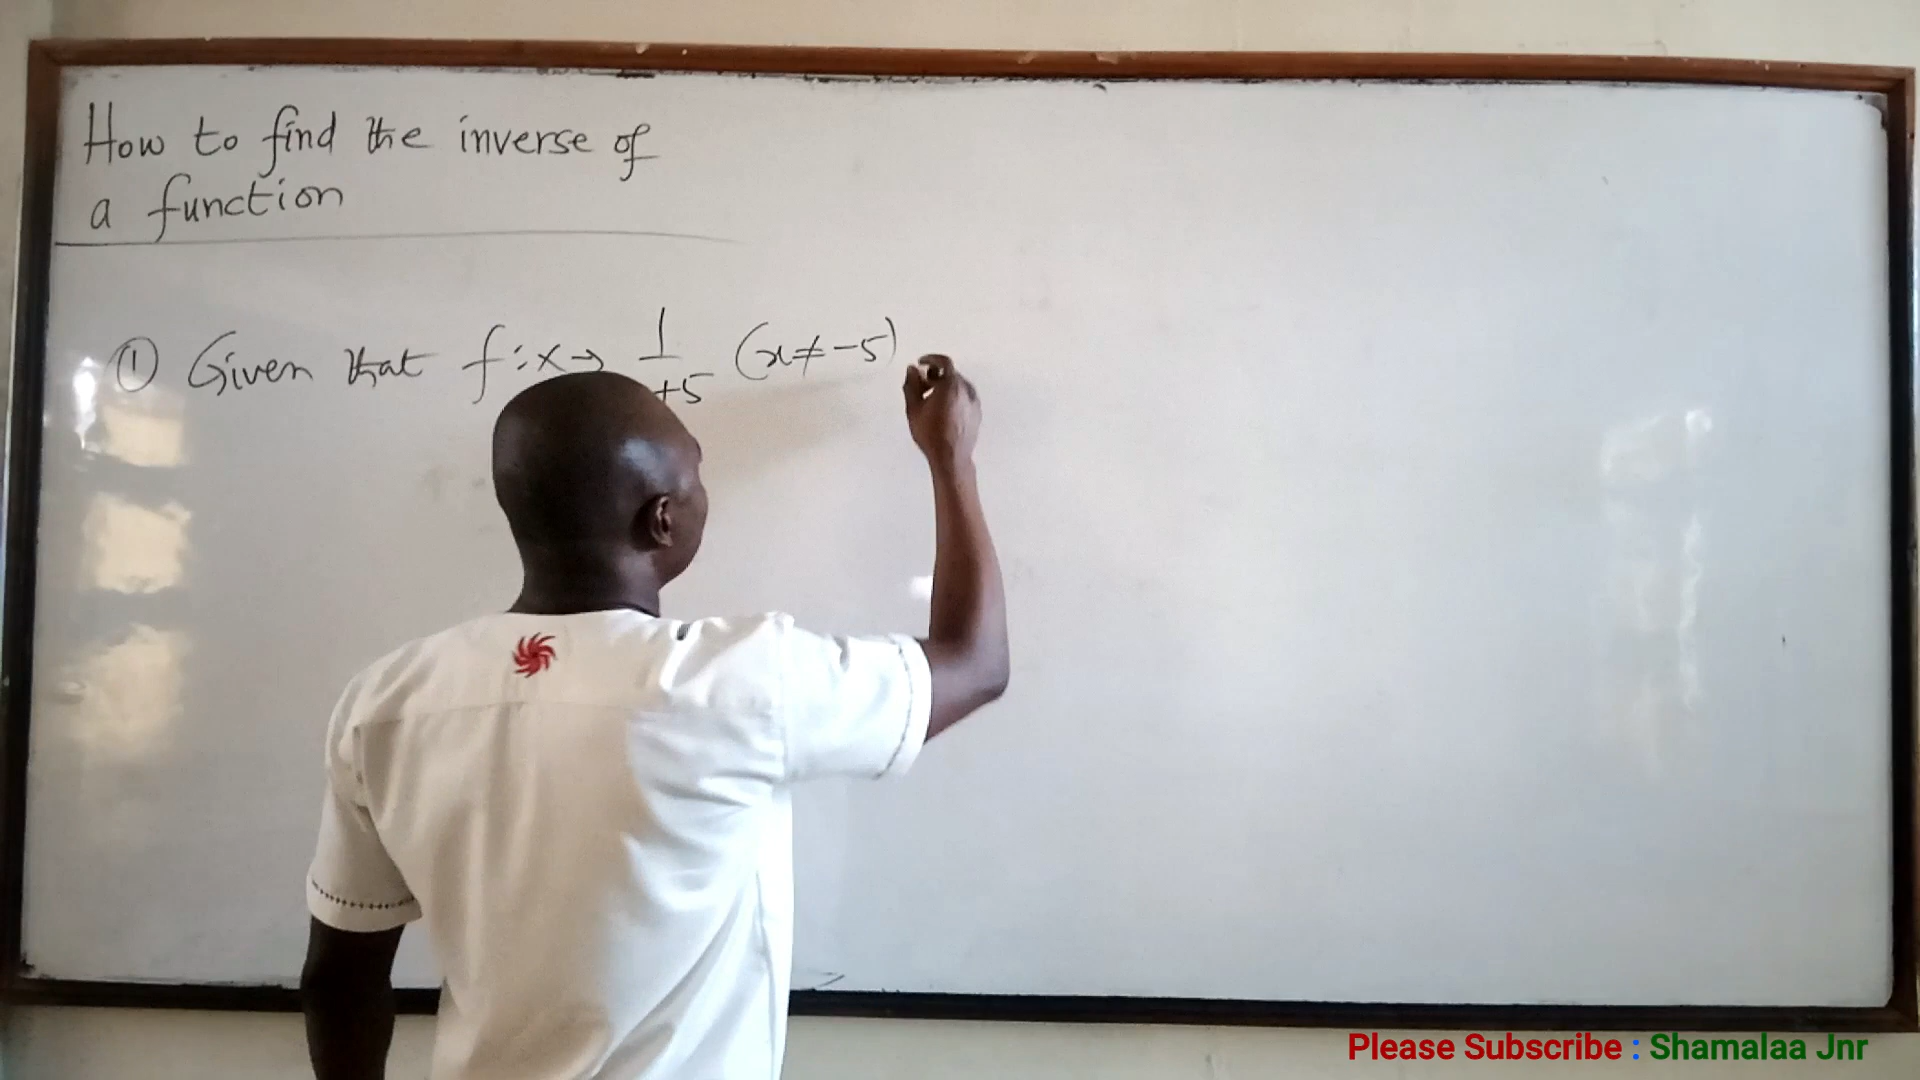 How to find the inverse of
a function
① Given that f:x→ 1/+5 (x≠-5)
Please Subscribe : Shamalaa Jnr